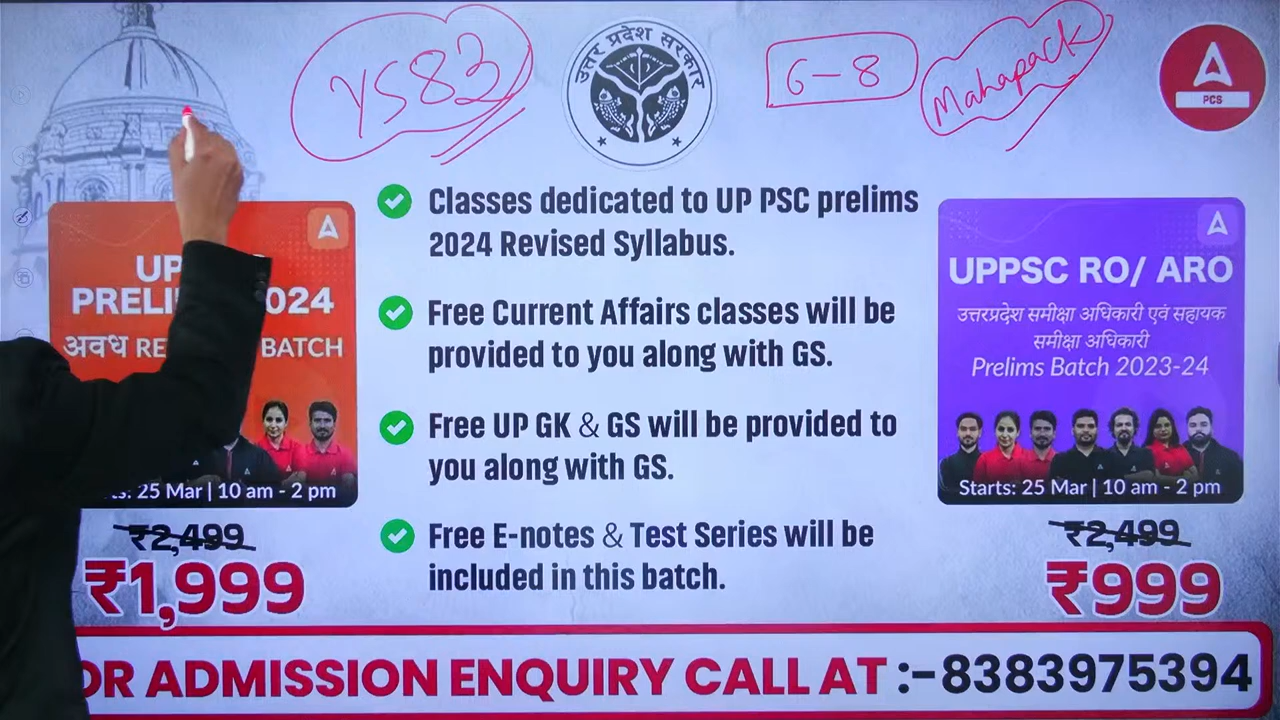 Y583
उत्तर प्रदेश सरकार
6-8
Mahapack
PCS
Classes dedicated to UP PSC prelims
2024 Revised Syllabus.
Free Current Affairs classes will be
provided to you along with GS.
Free UP GK & GS will be provided to
you along with GS.
Free E-notes & Test Series will be
included in this batch.
UP
PRELI 024
अवध RE BATCH
ts: 25 Mar | 10 am - 2 pm
₹2,499
₹1,999
UPPSC RO/ ARO
उत्तरप्रदेश समीक्षा अधिकारी एवं सहायक
समीक्षा अधिकारी
Prelims Batch 2023-24
Starts: 25 Mar | 10 am - 2 pm
₹2,499
₹999
OR ADMISSION ENQUIRY CALL AT :-8383975394